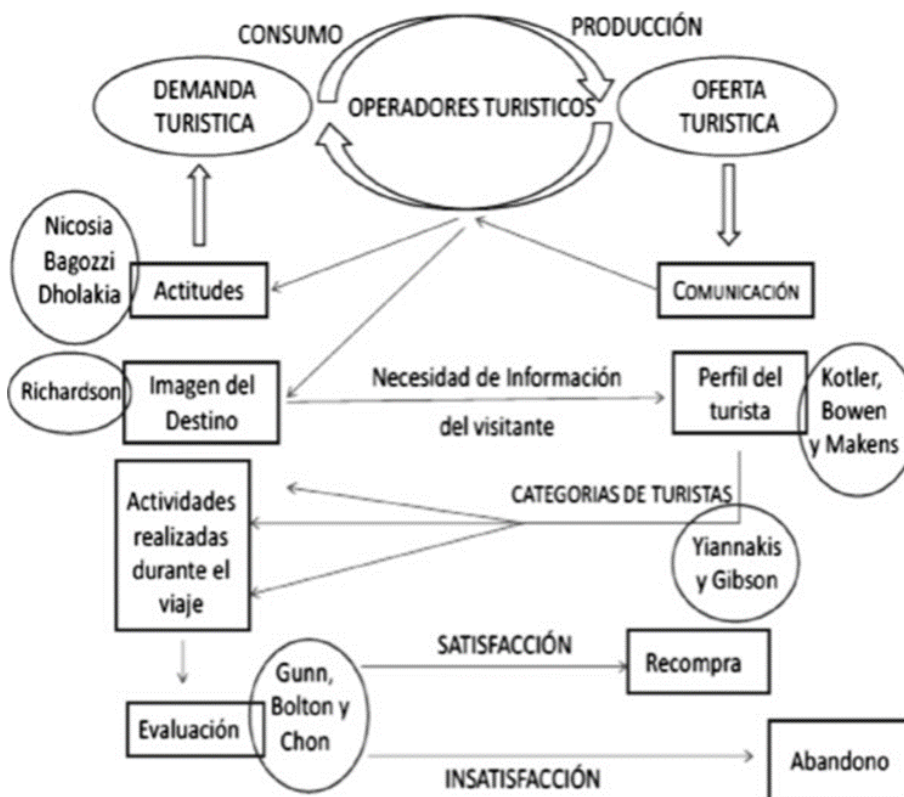 CONSUMO
PRODUCCIÓN
DEMANDA
TURISTICA
OPERADORES TURISTICOS
OFERTA
TURISTICA
Nicosia
Bagozzi
Dholakia
Actitudes
COMUNICACIÓN
Richardson
Imagen del
Destino
Necesidad de Información
del visitante
Perfil del
turista
Kotler,
Bowen
y Makens
Actividades
realizadas
durante el
viaje
CATEGORIAS DE TURISTAS
Yiannakis
y Gibson
Evaluación
Gunn,
Bolton y
Chon
SATISFACCIÓN
Recompra
INSATISFACCIÓN
Abandono